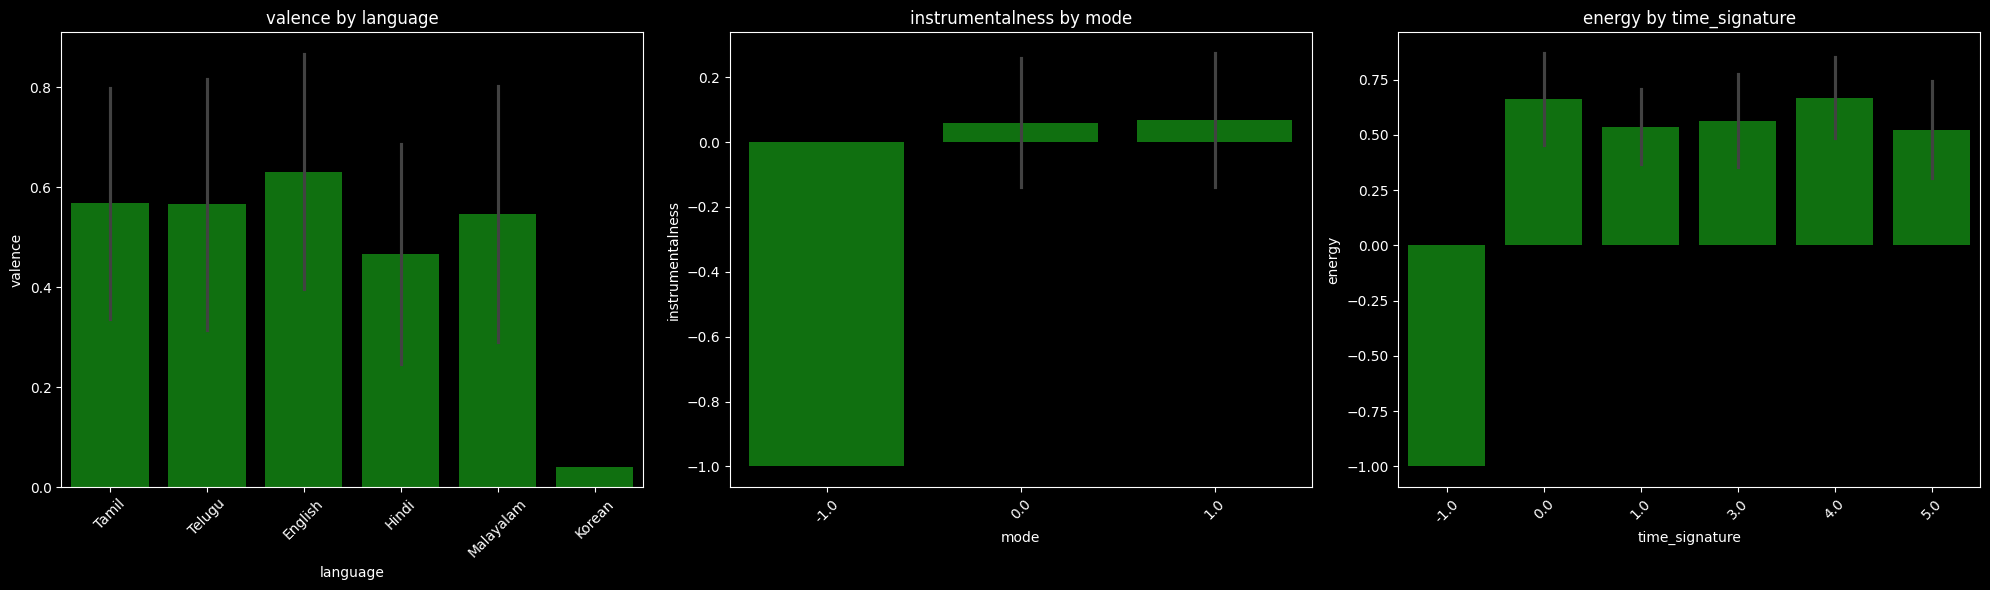 valence by language
valence
0.8
0.6
0.4
0.2
0.0
Tamil
Telugu
English
Hindi
Malayalam
Korean
language
instrumentalness by mode
instrumentalness
0.2
0.0
−0.2
−0.4
−0.6
−0.8
−1.0
-1.0
0.0
1.0
mode
energy by time_signature
energy
0.75
0.50
0.25
0.00
−0.25
−0.50
−0.75
−1.00
-1.0
0.0
1.0
3.0
4.0
5.0
time_signature